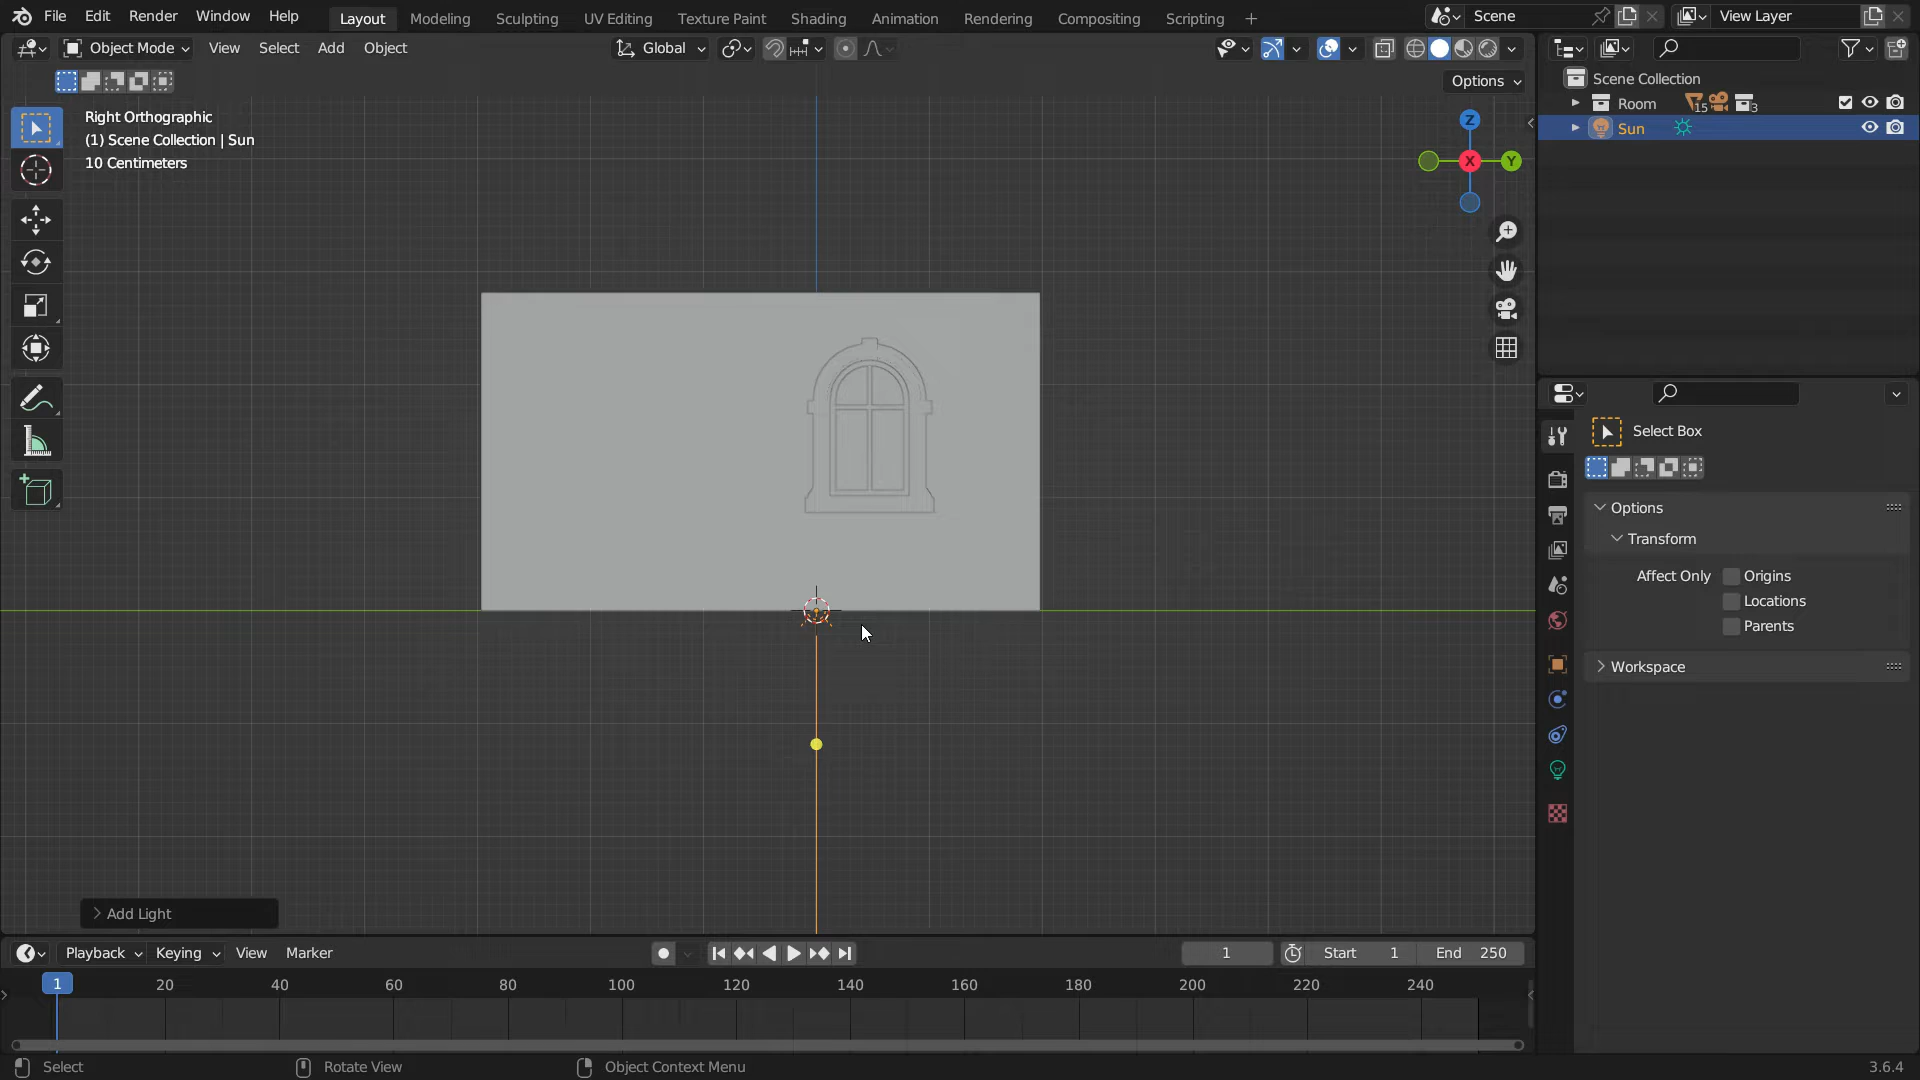 File Edit Render Window Help Layout Modeling Sculpting UV Editing Texture Paint Shading Animation Rendering Compositing Scripting + Scene View Layer
Object Mode View Select Add Object Global
Options
Right Orthographic
(1) Scene Collection | Sun
10 Centimeters
Z
X
Y
Scene Collection
Room 15 3
Sun
Select Box
Options
Transform
Affect Only Origins
Locations
Parents
Workspace
Add Light
Playback Keying View Marker 1 Start 1 End 250
1 20 40 60 80 100 120 140 160 180 200 220 240
Select Rotate View Object Context Menu 3.6.4